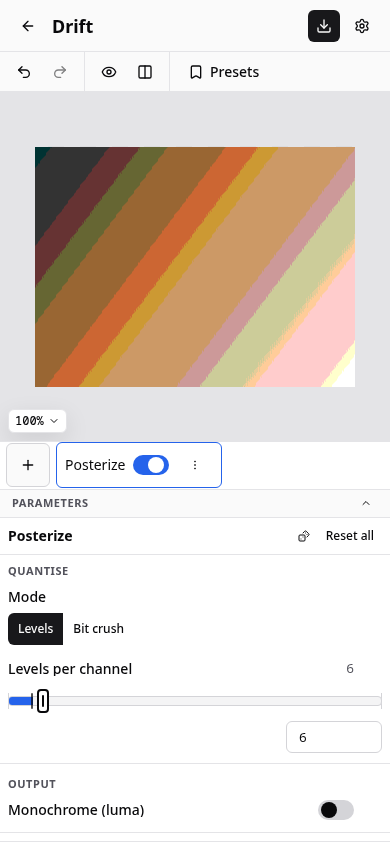 Drift
Presets
100%
Posterize
PARAMETERS
Posterize
Reset all
QUANTISE
Mode
Levels
Bit crush
Levels per channel
6
6
OUTPUT
Monochrome (luma)